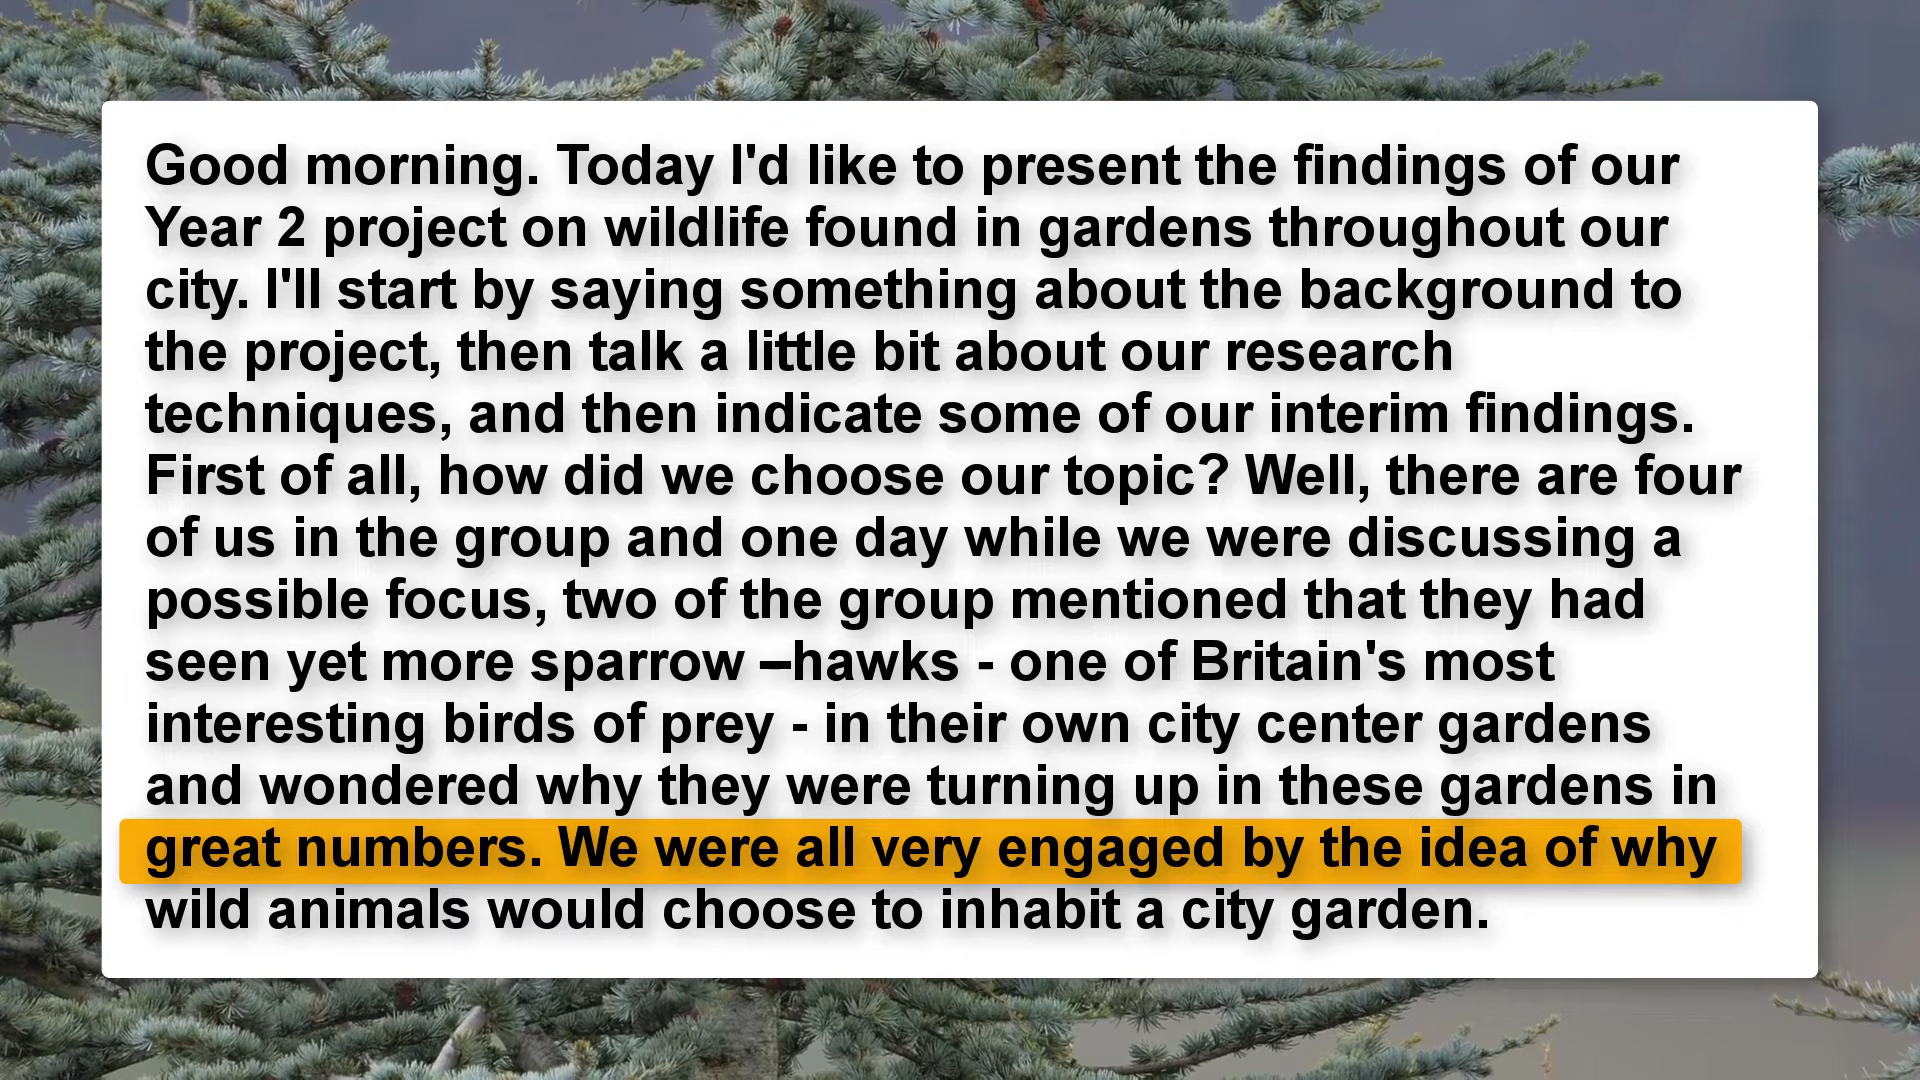 Good morning. Today I'd like to present the findings of our
Year 2 project on wildlife found in gardens throughout our
city. I'll start by saying something about the background to
the project, then talk a little bit about our research
techniques, and then indicate some of our interim findings.
First of all, how did we choose our topic? Well, there are four
of us in the group and one day while we were discussing a
possible focus, two of the group mentioned that they had
seen yet more sparrow –hawks - one of Britain's most
interesting birds of prey - in their own city center gardens
and wondered why they were turning up in these gardens in
great numbers. We were all very engaged by the idea of why
wild animals would choose to inhabit a city garden.